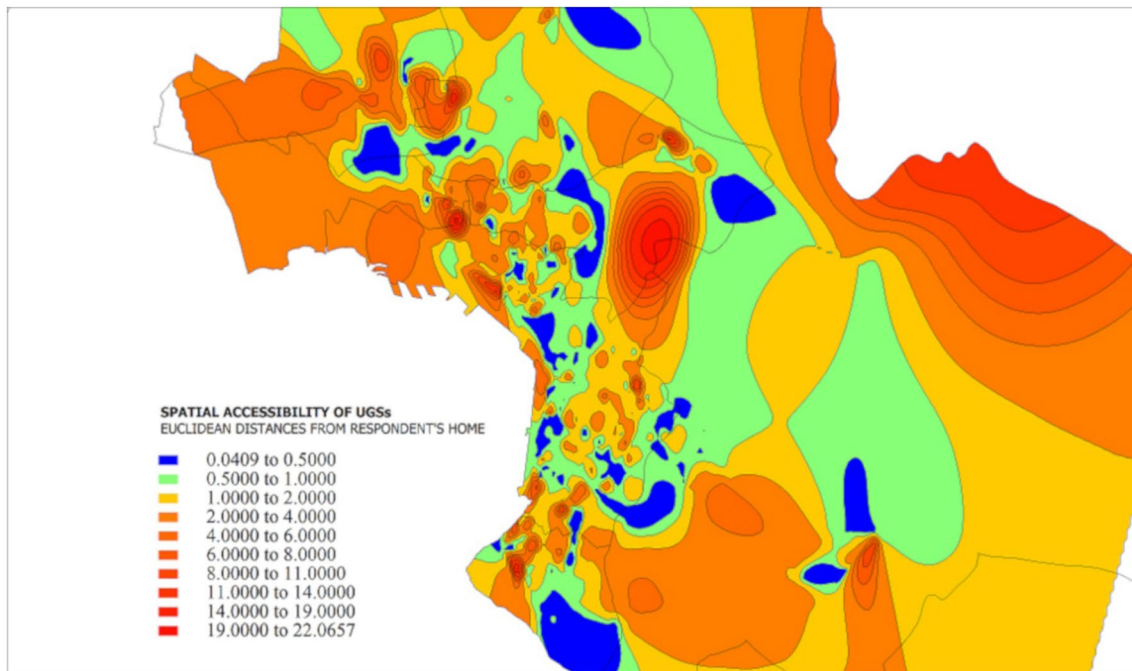 SPATIAL ACCESSIBILITY OF UGSs
EUCLIDEAN DISTANCES FROM RESPONDENT'S HOME
0.0409 to 0.5000
0.5000 to 1.0000
1.0000 to 2.0000
2.0000 to 4.0000
4.0000 to 6.0000
6.0000 to 8.0000
8.0000 to 11.0000
11.0000 to 14.0000
14.0000 to 19.0000
19.0000 to 22.0657